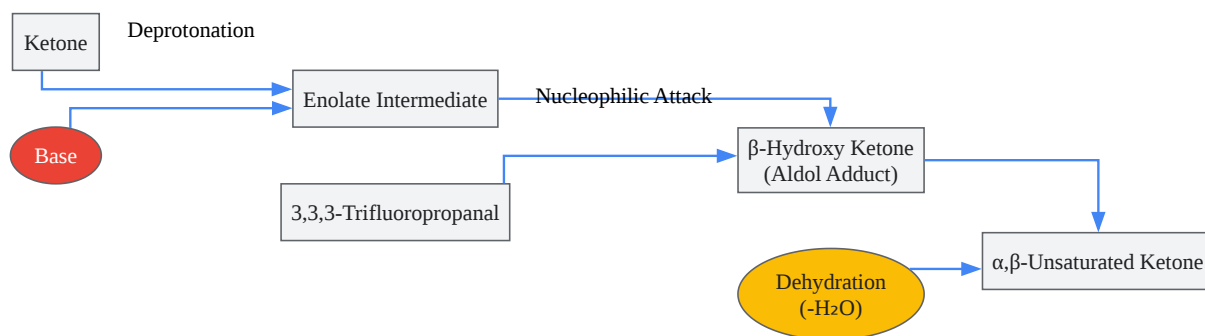 Ketone
Deprotonation
Enolate Intermediate
Nucleophilic Attack
Base
β-Hydroxy Ketone
(Aldol Adduct)
3,3,3-Trifluoropropanal
α,β-Unsaturated Ketone
Dehydration
(-H₂O)